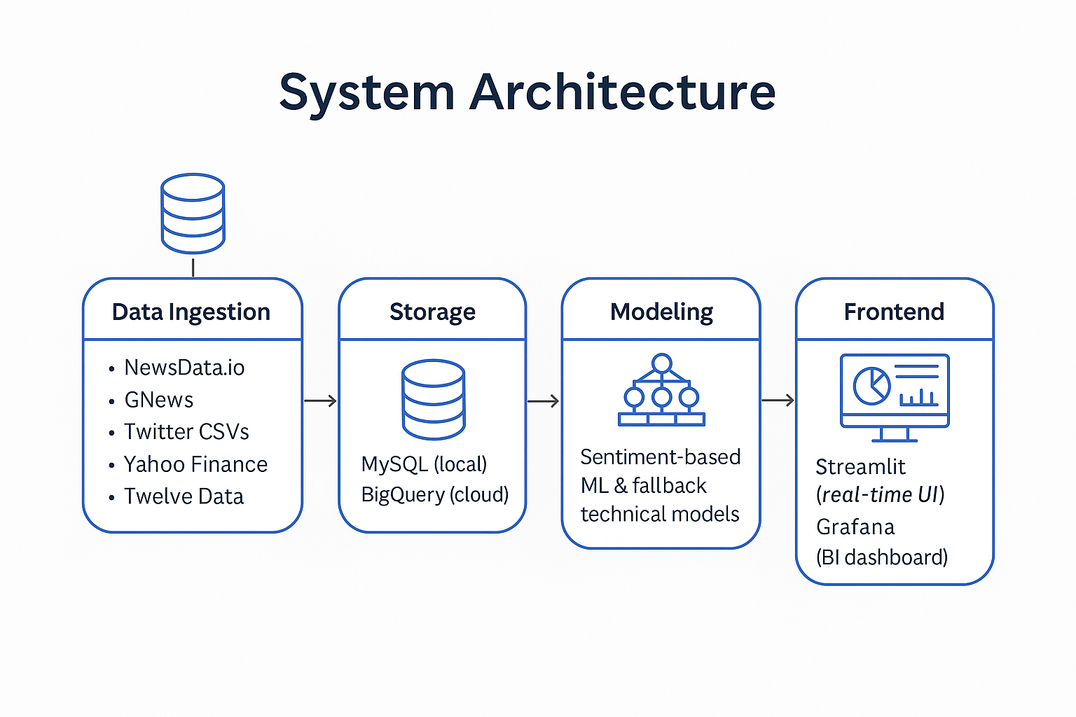 System Architecture
Data Ingestion
• NewsData.io
• GNews
• Twitter CSVs
• Yahoo Finance
• Twelve Data
Storage
MySQL (local)
BigQuery (cloud)
Modeling
Sentiment-based
ML & fallback
technical models
Frontend
Streamlit
(real-time UI)
Grafana
(BI dashboard)